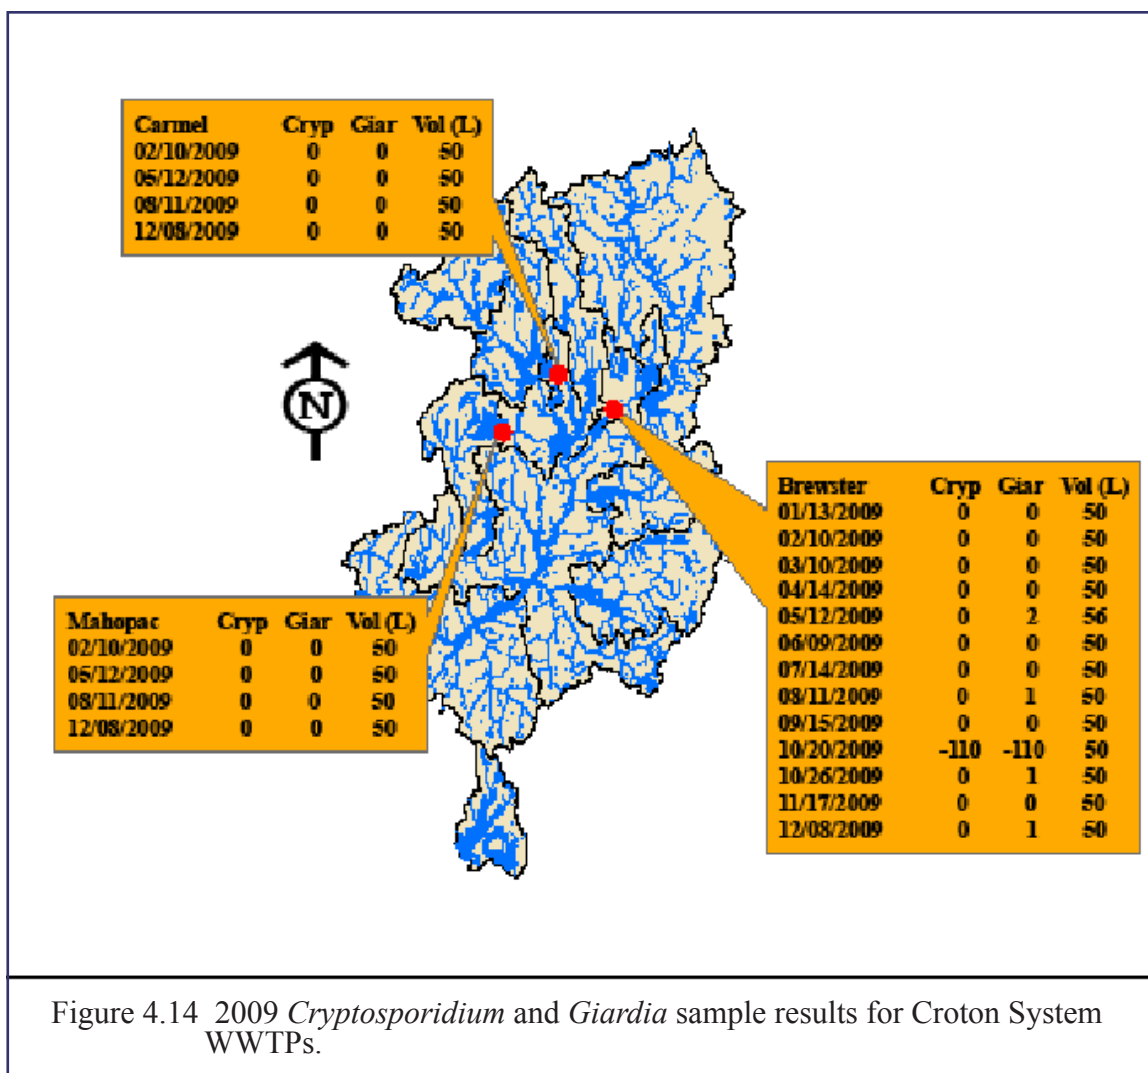 Carmel Cryp Giar Vol (L)
02/10/2009 0 0 50
05/12/2009 0 0 50
08/11/2009 0 0 50
12/08/2009 0 0 50
N
Brewster Cryp Giar Vol (L)
01/13/2009 0 0 50
02/10/2009 0 0 50
03/10/2009 0 0 50
04/14/2009 0 0 50
05/12/2009 0 2 56
06/09/2009 0 0 50
07/14/2009 0 0 50
08/11/2009 0 1 50
09/15/2009 0 0 50
10/20/2009 -110 -110 50
10/26/2009 0 1 50
11/17/2009 0 0 50
12/08/2009 0 1 50
Mahopac Cryp Giar Vol (L)
02/10/2009 0 0 50
05/12/2009 0 0 50
08/11/2009 0 0 50
12/08/2009 0 0 50
Figure 4.14 2009 Cryptosporidium and Giardia sample results for Croton System
WWTPs.